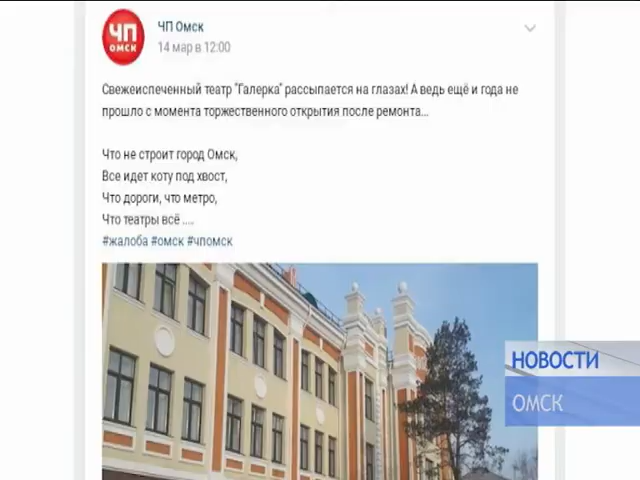 ЧП
ОМСК
ЧП Омск
14 мар в 12:00
Свежеиспеченный театр "Галерка" рассыпается на глазах! А ведь ещё и года не
прошло с момента торжественного открытия после ремонта...
Что не строит город Омск,
Все идет коту под хвост,
Что дороги, что метро,
Что театры всё ....
#жалоба #омск #чпомск
НОВОСТИ
ОМСК